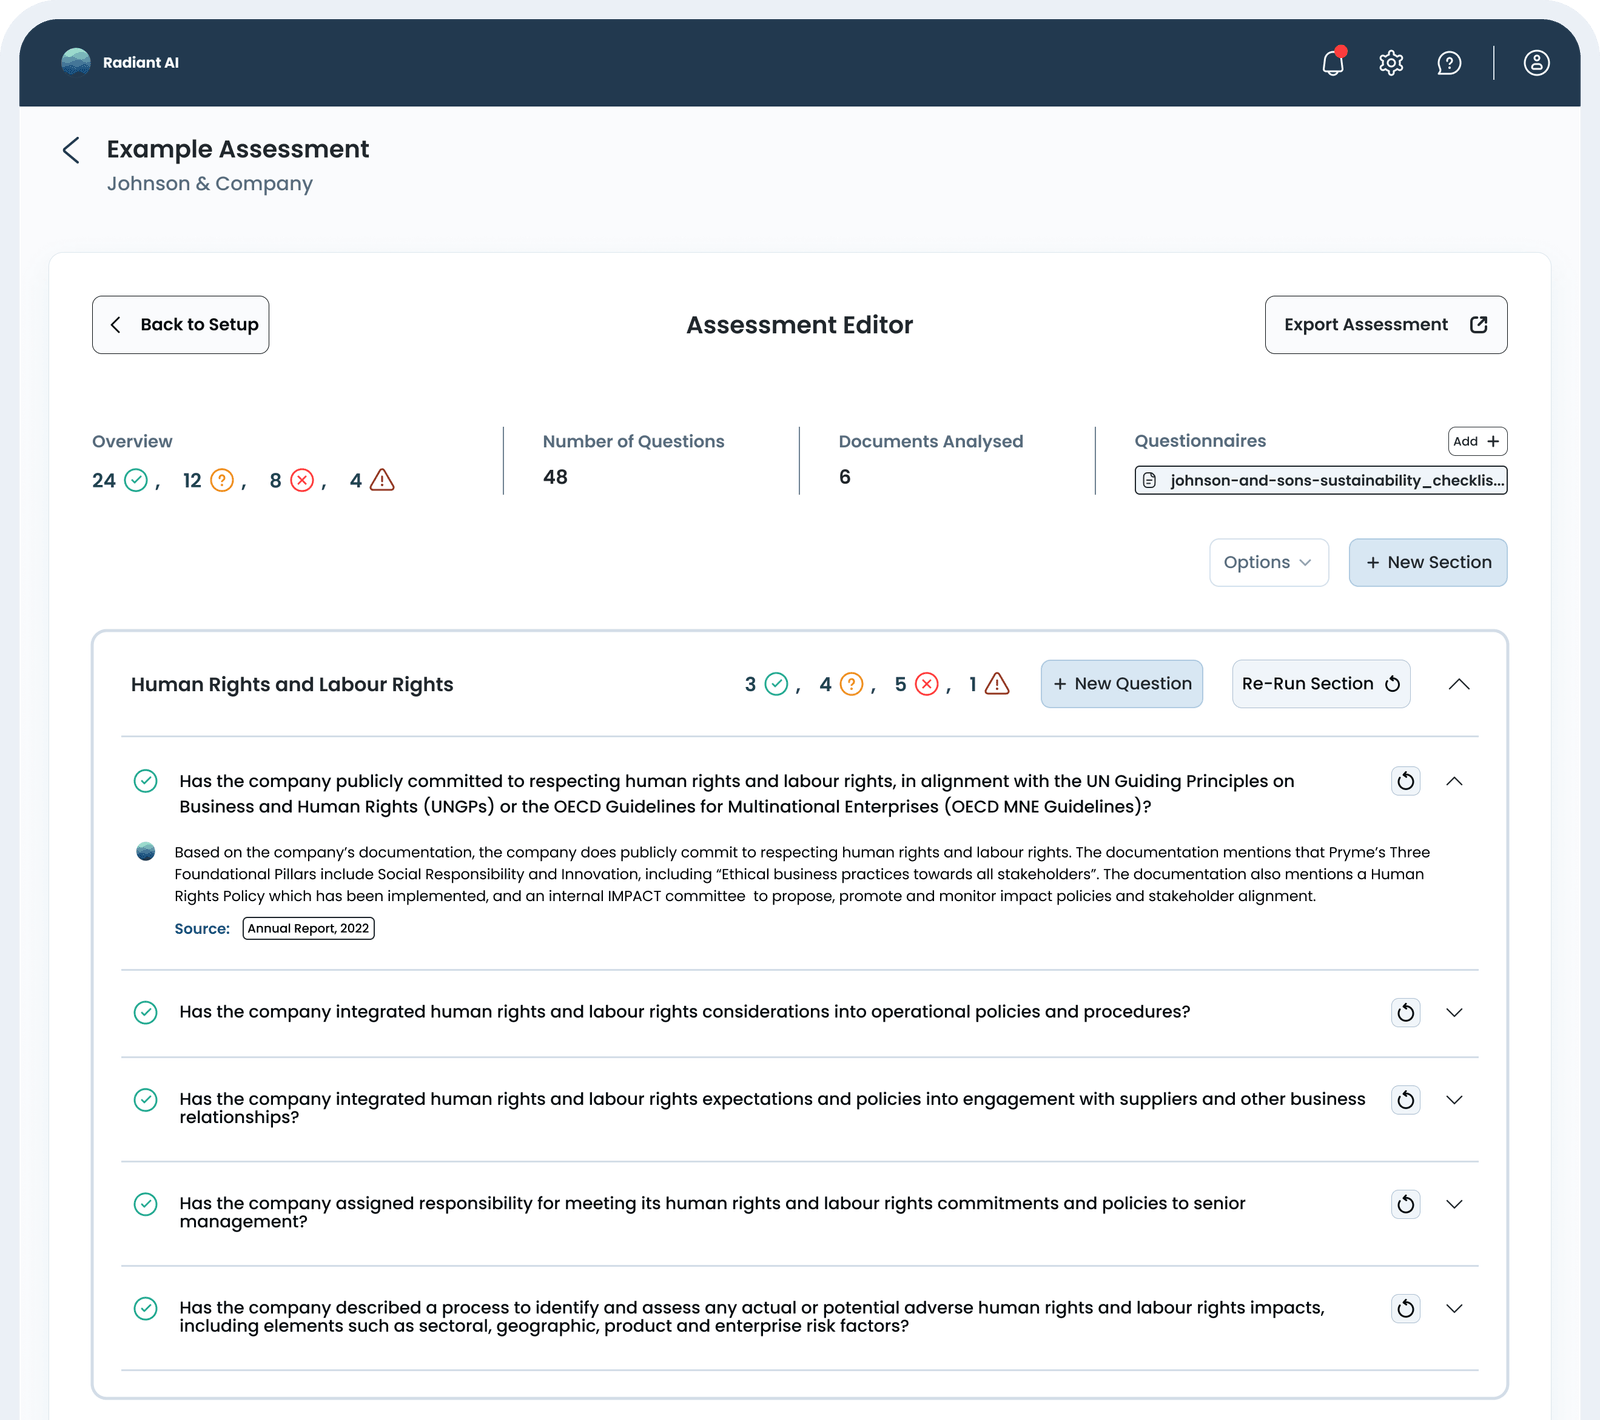 Radiant AI
Example Assessment
Johnson & Company
Back to Setup
Assessment Editor
Export Assessment
Overview
24 , 12 , 8 , 4
Number of Questions
48
Documents Analysed
6
Questionnaires
Add +
johnson-and-sons-sustainability_checklis...
Options
+ New Section
Human Rights and Labour Rights
3 , 4 , 5 , 1
+ New Question
Re-Run Section
Has the company publicly committed to respecting human rights and labour rights, in alignment with the UN Guiding Principles on
Business and Human Rights (UNGPs) or the OECD Guidelines for Multinational Enterprises (OECD MNE Guidelines)?
Based on the company’s documentation, the company does publicly commit to respecting human rights and labour rights. The documentation mentions that Pryme’s Three
Foundational Pillars include Social Responsibility and Innovation, including “Ethical business practices towards all stakeholders”. The documentation also mentions a Human
Rights Policy which has been implemented, and an internal IMPACT committee to propose, promote and monitor impact policies and stakeholder alignment.
Source: Annual Report, 2022
Has the company integrated human rights and labour rights considerations into operational policies and procedures?
Has the company integrated human rights and labour rights expectations and policies into engagement with suppliers and other business
relationships?
Has the company assigned responsibility for meeting its human rights and labour rights commitments and policies to senior
management?
Has the company described a process to identify and assess any actual or potential adverse human rights and labour rights impacts,
including elements such as sectoral, geographic, product and enterprise risk factors?